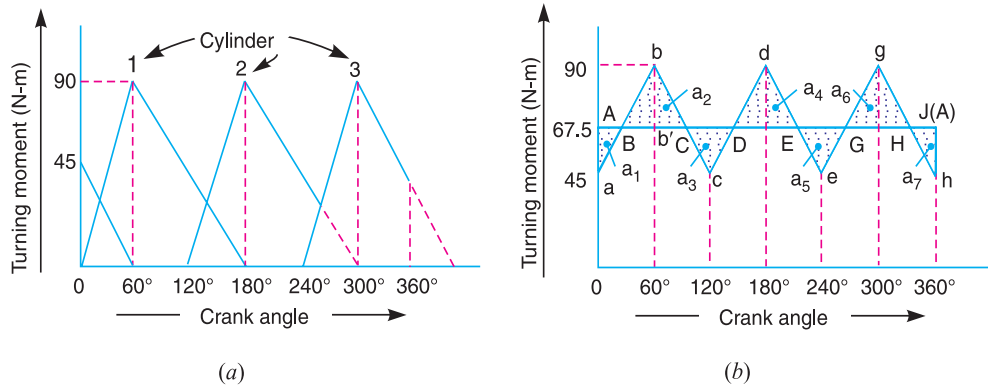 Cylinder
1 2 3
90
45
0 60° 120° 180° 240° 300° 360°
Crank angle
Turning moment (N-m)
(a)
b d g
90
a2 a4 a6
A J(A)
67.5
B b′ C D E G H
a1 a3 a5 a7
45
a c e h
0 60° 120° 180° 240° 300° 360°
Crank angle
Turning moment (N-m)
(b)